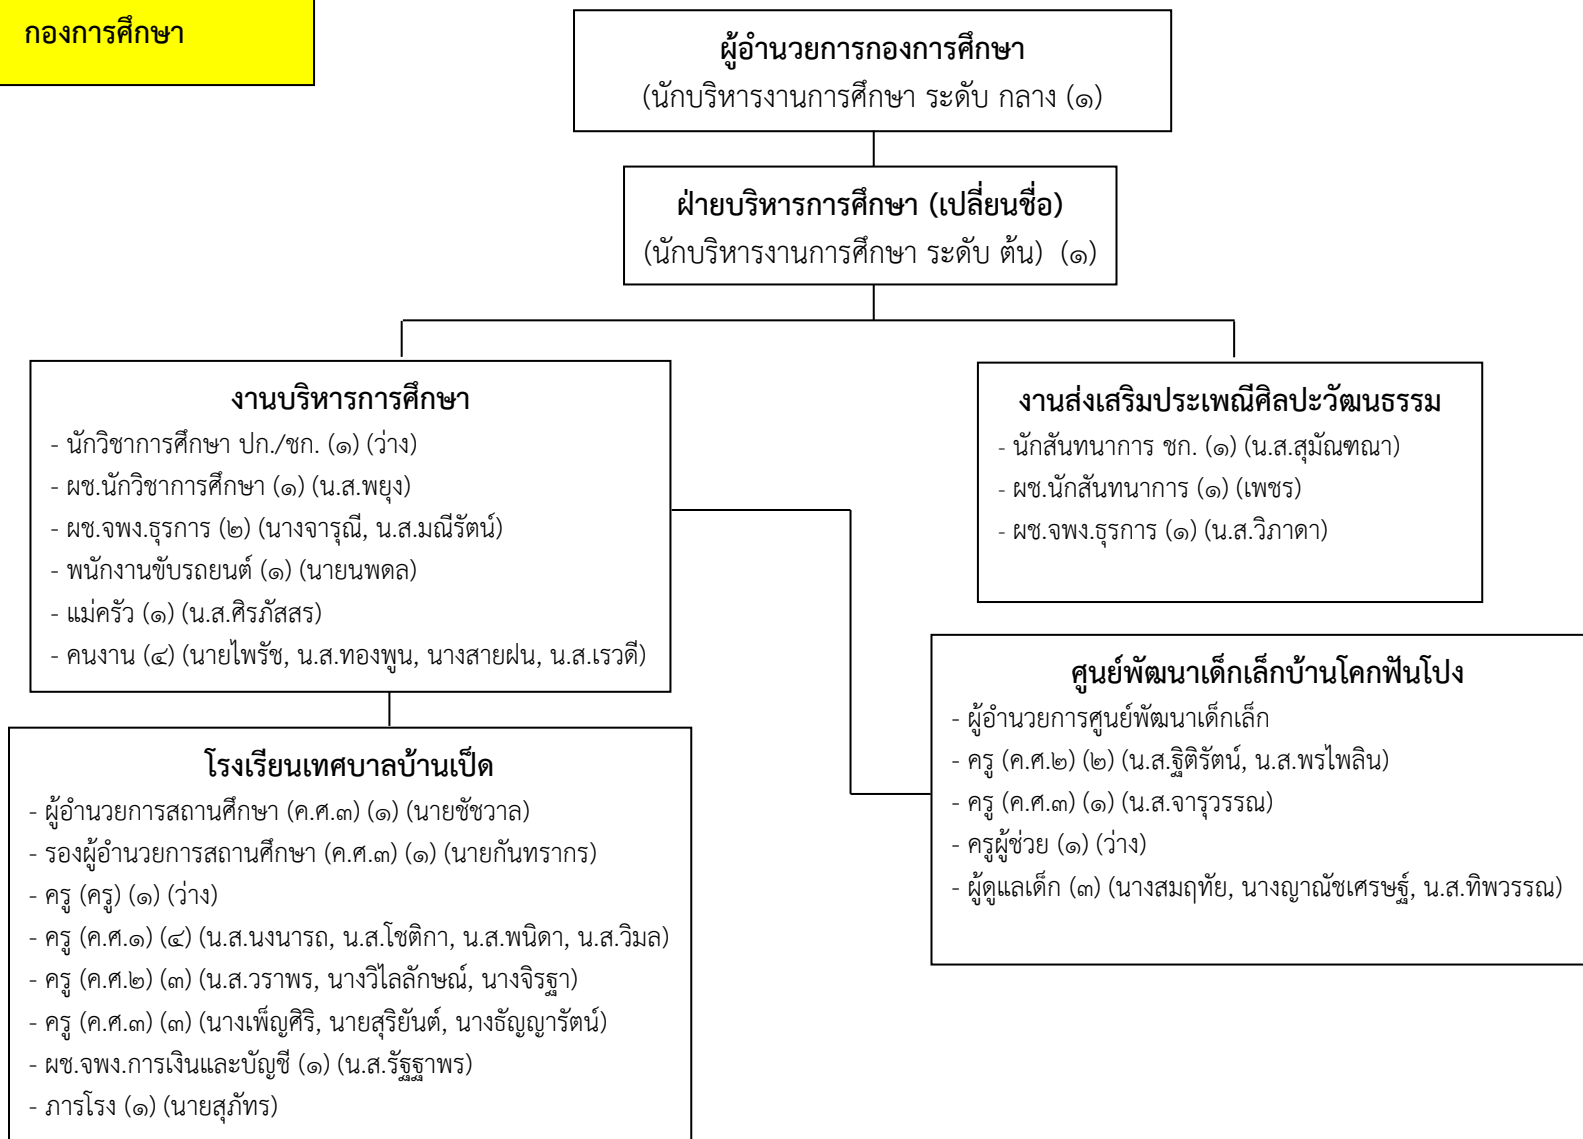 กองการศึกษา
ผู้อำนวยการกองการศึกษา
(นักบริหารงานการศึกษา ระดับ กลาง (๑)
ฝ่ายบริหารการศึกษา (เปลี่ยนชื่อ)
(นักบริหารงานการศึกษา ระดับ ต้น) (๑)
งานบริหารการศึกษา
- นักวิชาการศึกษา ปก./ชก. (๑) (ว่าง)
- ผช.นักวิชาการศึกษา (๑) (น.ส.พยุง)
- ผช.จพง.ธุรการ (๒) (นางจารุณี, น.ส.มณีรัตน์)
- พนักงานขับรถยนต์ (๑) (นายนพดล)
- แม่ครัว (๑) (น.ส.ศิรภัสสร)
- คนงาน (๔) (นายไพรัช, น.ส.ทองพูน, นางสายฝน, น.ส.เรวดี)
งานส่งเสริมประเพณีศิลปะวัฒนธรรม
- นักสันทนาการ ชก. (๑) (น.ส.สุมัณฑณา)
- ผช.นักสันทนาการ (๑) (เพชร)
- ผช.จพง.ธุรการ (๑) (น.ส.วิภาดา)
ศูนย์พัฒนาเด็กเล็กบ้านโคกฟันโปง
- ผู้อำนวยการศูนย์พัฒนาเด็กเล็ก
- ครู (ค.ศ.๒) (๒) (น.ส.ฐิติรัตน์, น.ส.พรไพลิน)
- ครู (ค.ศ.๓) (๑) (น.ส.จารุวรรณ)
- ครูผู้ช่วย (๑) (ว่าง)
- ผู้ดูแลเด็ก (๓) (นางสมฤทัย, นางญาณัชเศรษฐ์, น.ส.ทิพวรรณ)
โรงเรียนเทศบาลบ้านเป็ด
- ผู้อำนวยการสถานศึกษา (ค.ศ.๓) (๑) (นายชัชวาล)
- รองผู้อำนวยการสถานศึกษา (ค.ศ.๓) (๑) (นายกันทรากร)
- ครู (ครู) (๑) (ว่าง)
- ครู (ค.ศ.๑) (๔) (น.ส.นงนารถ, น.ส.โชติกา, น.ส.พนิดา, น.ส.วิมล)
- ครู (ค.ศ.๒) (๓) (น.ส.วราพร, นางวิไลลักษณ์, นางจิรฐา)
- ครู (ค.ศ.๓) (๓) (นางเพ็ญศิริ, นายสุริยันต์, นางธัญญารัตน์)
- ผช.จพง.การเงินและบัญชี (๑) (น.ส.รัฐฐาพร)
- ภารโรง (๑) (นายสุภัทร)